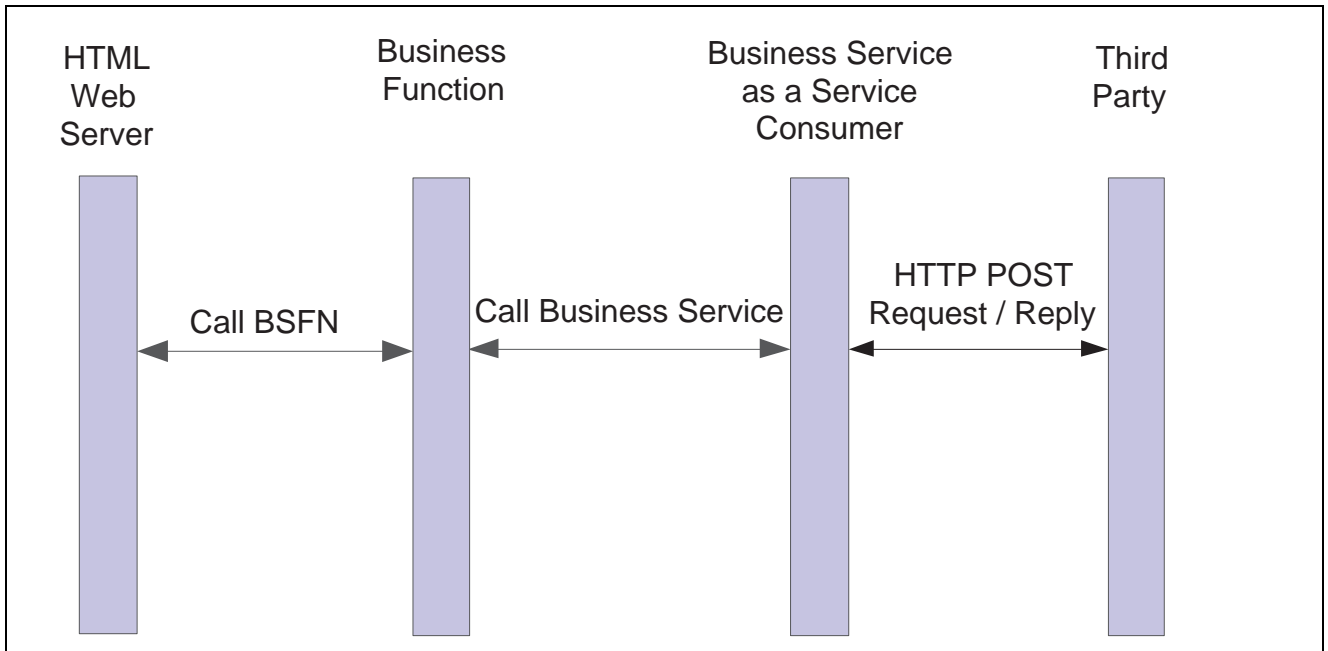 HTML
Web
Server
Business
Function
Business Service
as a Service
Consumer
Third
Party
Call BSFN
Call Business Service
HTTP POST
Request / Reply